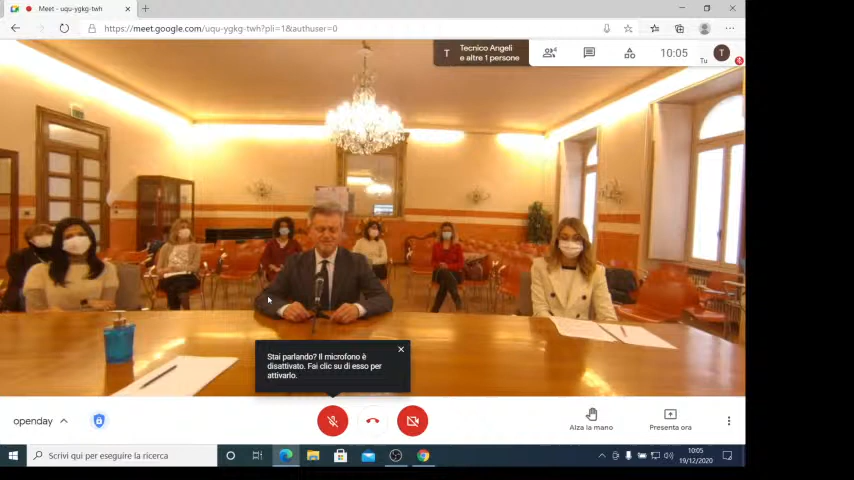 Meet - uqu-ygkg-twh
https://meet.google.com/uqu-ygkg-twh?pli=1&authuser=0
Tecnico Angeli
e altre 1 persone
T
10:05
Tu
T
Stai parlando? Il microfono è
disattivato. Fai clic su di esso per
attivarlo.
openday
Alza la mano
Presenta ora
Scrivi qui per eseguire la ricerca
10:05
19/12/2020